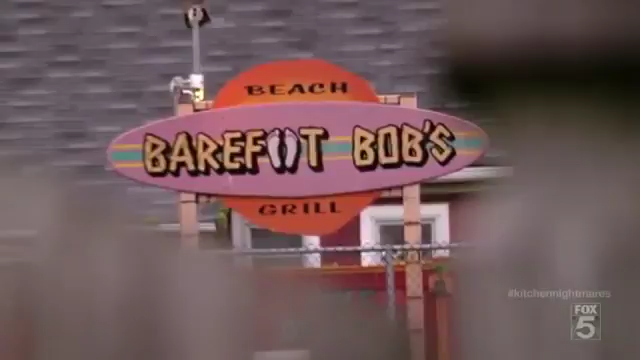 BEACH
BAREFOOT BOB'S
GRILL
#kitchennightmares
FOX
5